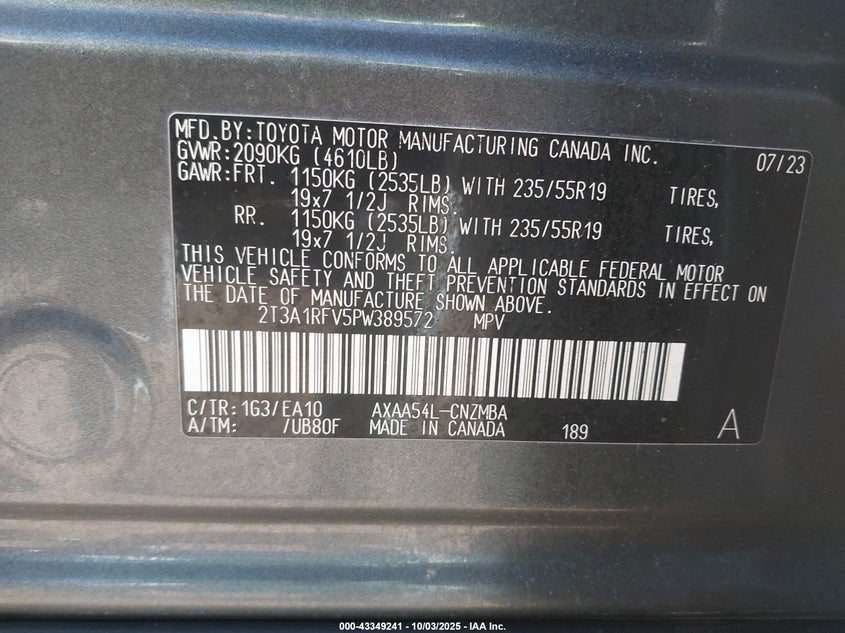 MFD.BY:TOYOTA MOTOR MANUFACTURING CANADA INC. 07/23
GVWR:2090KG (4610LB)
GAWR:FRT. 1150KG (2535LB) WITH 235/55R19 TIRES,
19x7 1/2J RIMS.
RR. 1150KG (2535LB) WITH 235/55R19 TIRES,
19x7 1/2J RIMS.
THIS VEHICLE CONFORMS TO ALL APPLICABLE FEDERAL MOTOR
VEHICLE SAFETY AND THEFT PREVENTION STANDARDS IN EFFECT ON
THE DATE OF MANUFACTURE SHOWN ABOVE.
2T3A1RFV5PW389572 MPV
C/TR: 1G3/EA10 AXAA54L-CNZMBA
A/TM: /UB80F MADE IN CANADA 189 A
000-43349241 - 10/03/2025 - IAA Inc.